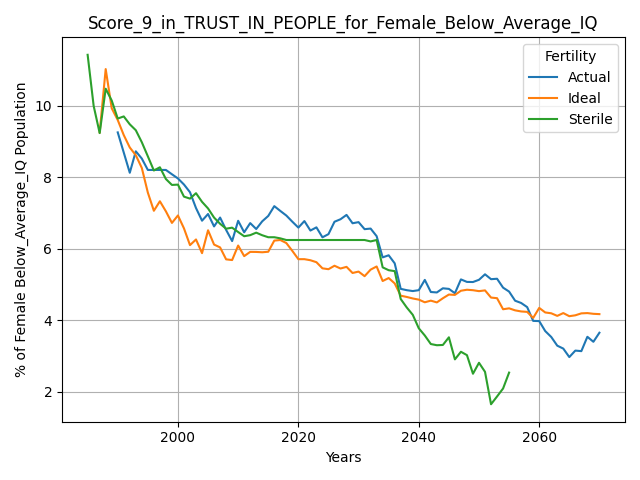 Score_9_in_TRUST_IN_PEOPLE_for_Female_Below_Average_IQ
% of Female Below_Average_IQ Population
10
8
6
4
2
Fertility
Actual
Ideal
Sterile
2000
2020
2040
2060
Years